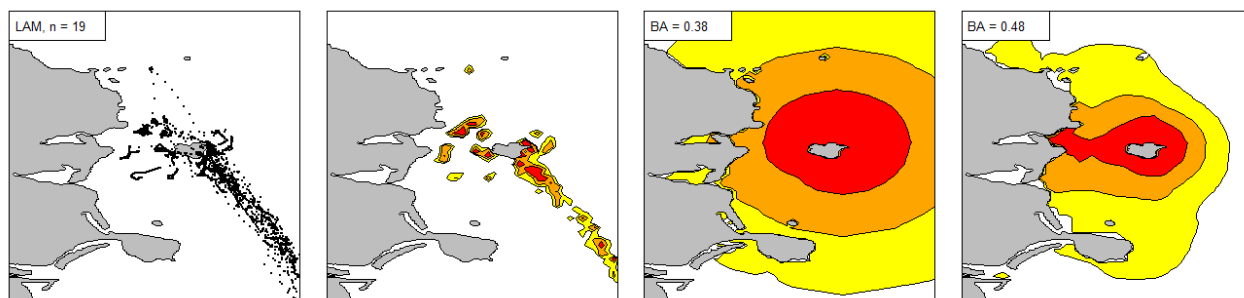 LAM, n = 19
BA = 0.38
BA = 0.48